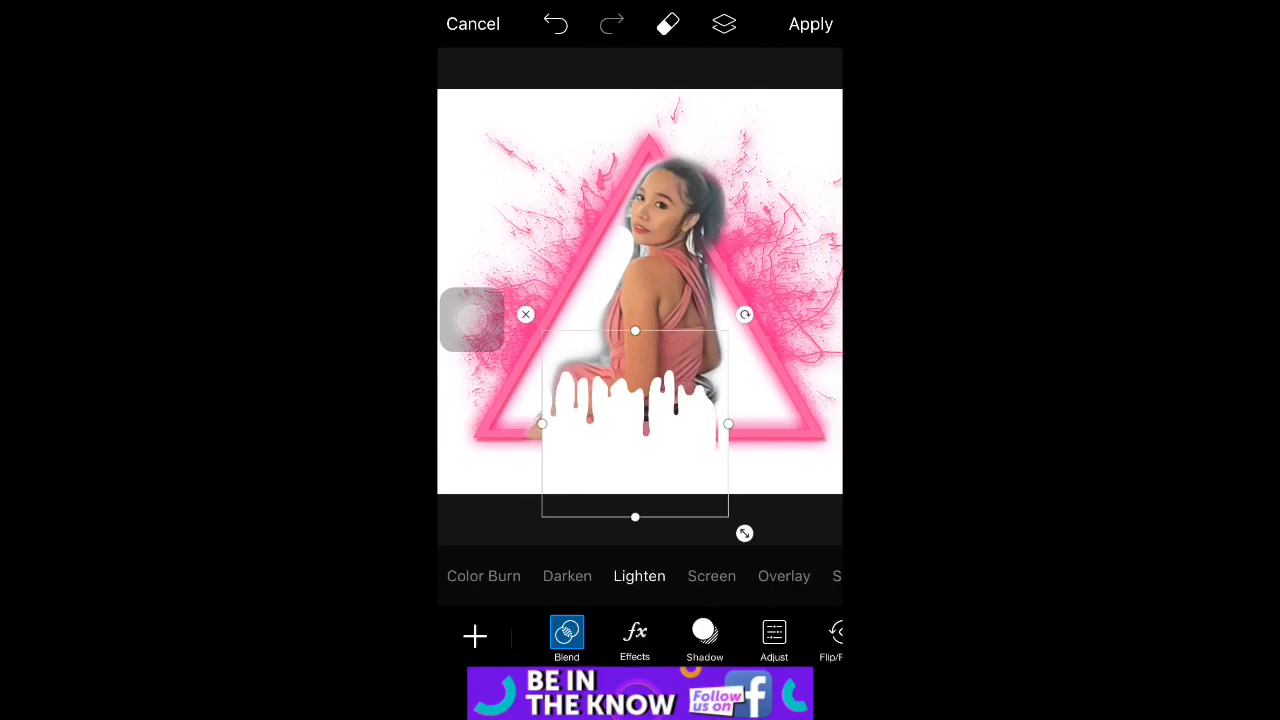 Cancel
Apply
Color Burn Darken Lighten Screen Overlay S
fx
Blend Effects Shadow Adjust Flip/F
BE IN
THE KNOW
Follow
us on
f